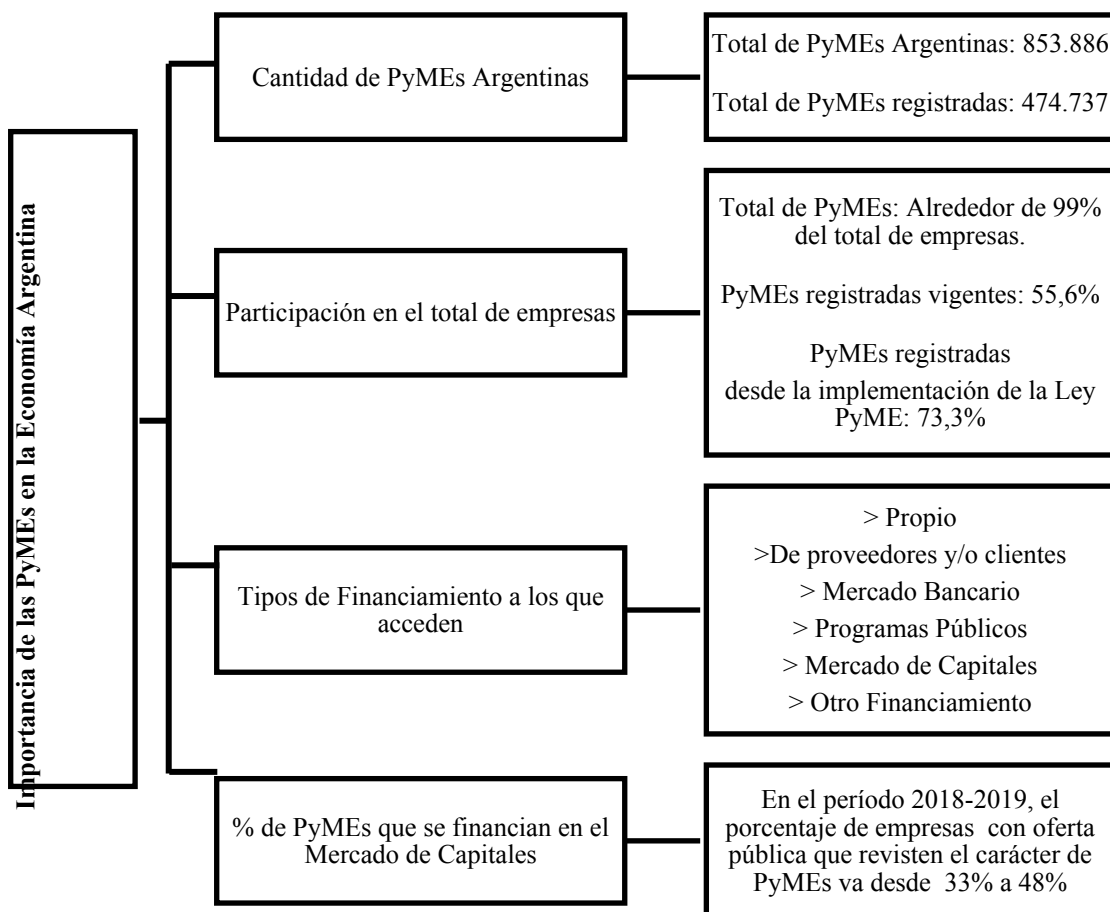 Importancia de las PyMEs en la Economía Argentina
Cantidad de PyMEs Argentinas
Total de PyMEs Argentinas: 853.886
Total de PyMEs registradas: 474.737
Participación en el total de empresas
Total de PyMEs: Alrededor de 99%
del total de empresas.
PyMEs registradas vigentes: 55,6%
PyMEs registradas
desde la implementación de la Ley
PyME: 73,3%
Tipos de Financiamiento a los que
acceden
> Propio
>De proveedores y/o clientes
> Mercado Bancario
> Programas Públicos
> Mercado de Capitales
> Otro Financiamiento
% de PyMEs que se financian en el
Mercado de Capitales
En el período 2018-2019, el
porcentaje de empresas con oferta
pública que revisten el carácter de
PyMEs va desde 33% a 48%